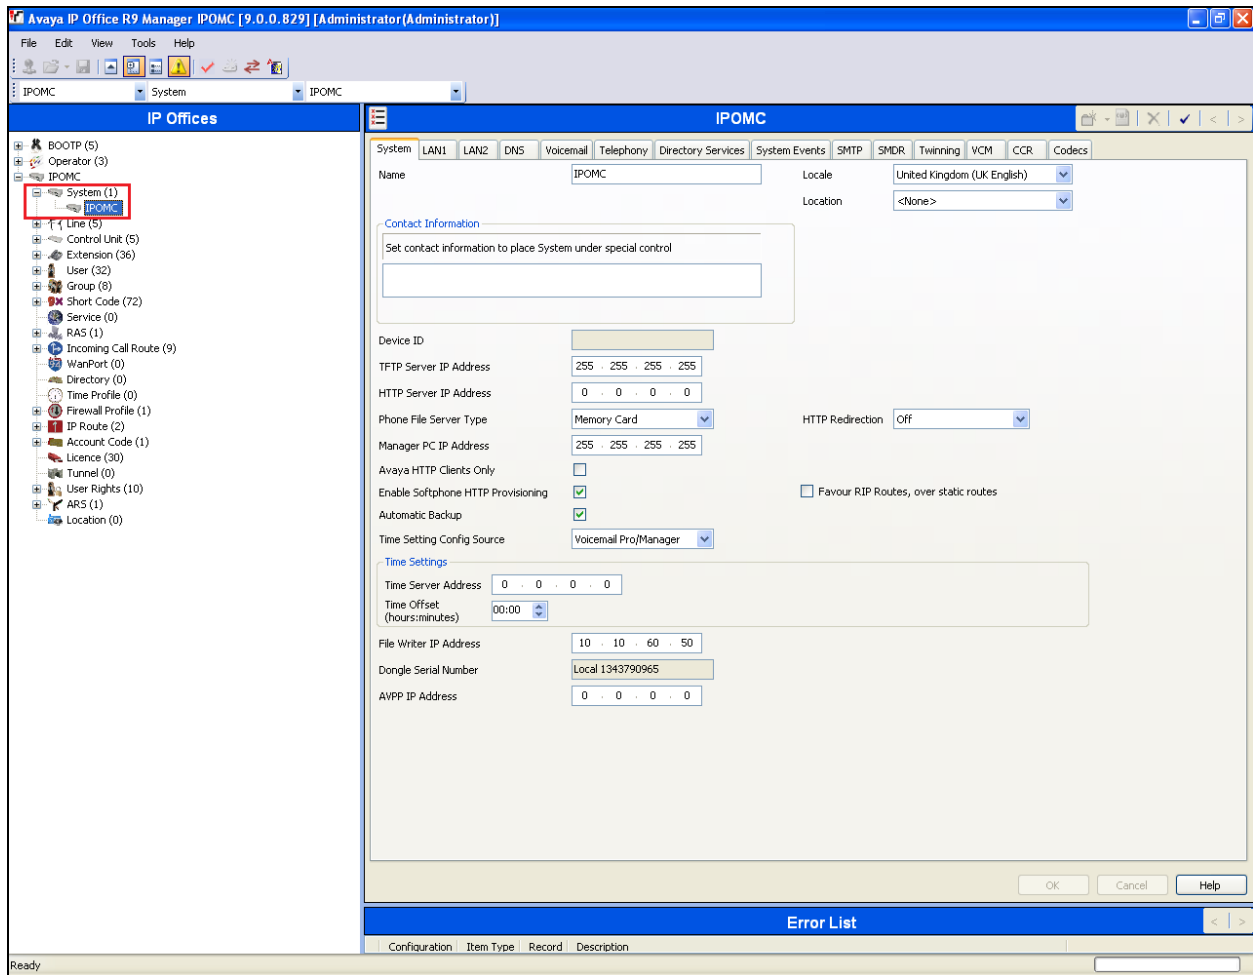 Avaya IP Office R9 Manager IPOMC [9.0.0.829] [Administrator(Administrator)]
File Edit View Tools Help
IPOMC System IPOMC
IP Offices
BOOTP (5)
Operator (3)
IPOMC
System (1)
IPOMC
Line (5)
Control Unit (5)
Extension (36)
User (32)
Group (8)
Short Code (72)
Service (0)
RAS (1)
Incoming Call Route (9)
WanPort (0)
Directory (0)
Time Profile (0)
Firewall Profile (1)
IP Route (2)
Account Code (1)
Licence (30)
Tunnel (0)
User Rights (10)
ARS (1)
Location (0)
IPOMC
System LAN1 LAN2 DNS Voicemail Telephony Directory Services System Events SMTP SMDR Twinning VCM CCR Codecs
Name IPOMC Locale United Kingdom (UK English)
Location <None>
Contact Information
Set contact information to place System under special control
Device ID
TFTP Server IP Address 255 . 255 . 255 . 255
HTTP Server IP Address 0 . 0 . 0 . 0
Phone File Server Type Memory Card HTTP Redirection Off
Manager PC IP Address 255 . 255 . 255 . 255
Avaya HTTP Clients Only
Enable Softphone HTTP Provisioning Favour RIP Routes, over static routes
Automatic Backup
Time Setting Config Source Voicemail Pro/Manager
Time Settings
Time Server Address 0 . 0 . 0 . 0
Time Offset
(hours:minutes) 00:00
File Writer IP Address 10 . 10 . 60 . 50
Dongle Serial Number Local 1343790965
AVPP IP Address 0 . 0 . 0 . 0
OK Cancel Help
Error List
Configuration Item Type Record Description
Ready